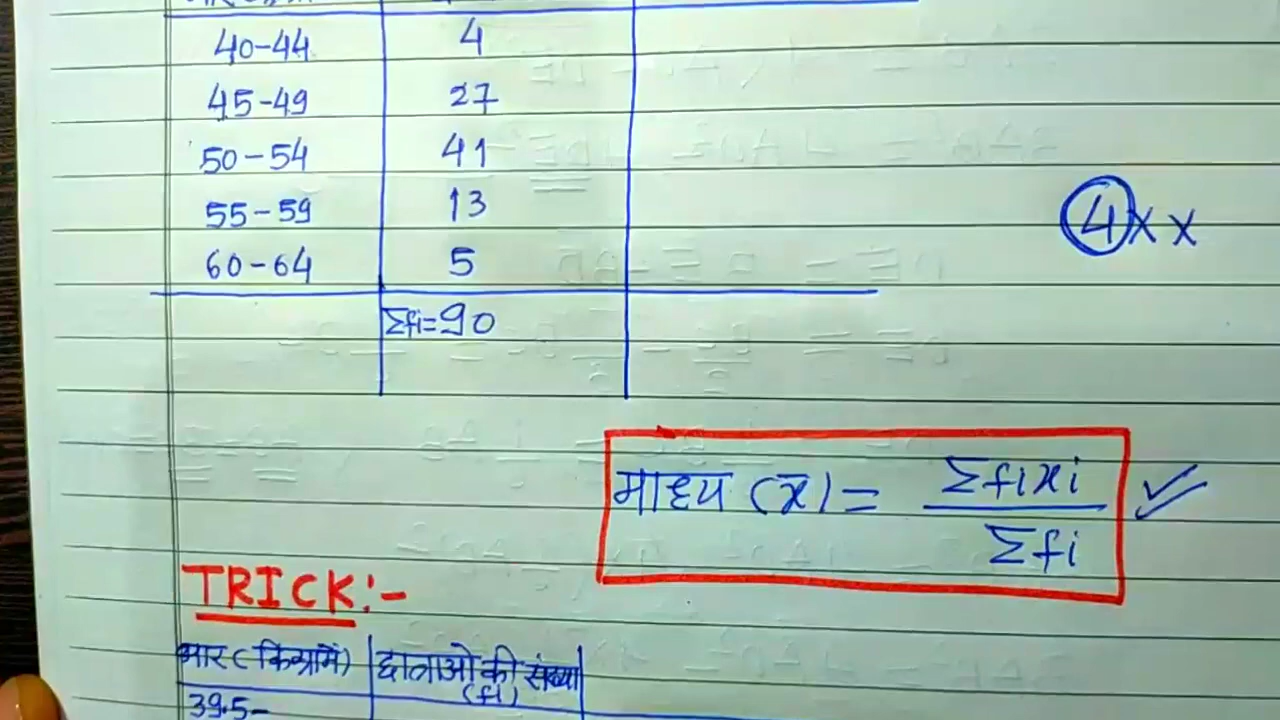 40-44 4
45-49 27
50-54 41
55-59 13
60-64 5
Σfi=90
4 x x
माध्य (x̄) = Σfixi
Σfi
TRICK:-
भार (किग्रामें) छात्राओ की संख्या
(fi)
39.5-